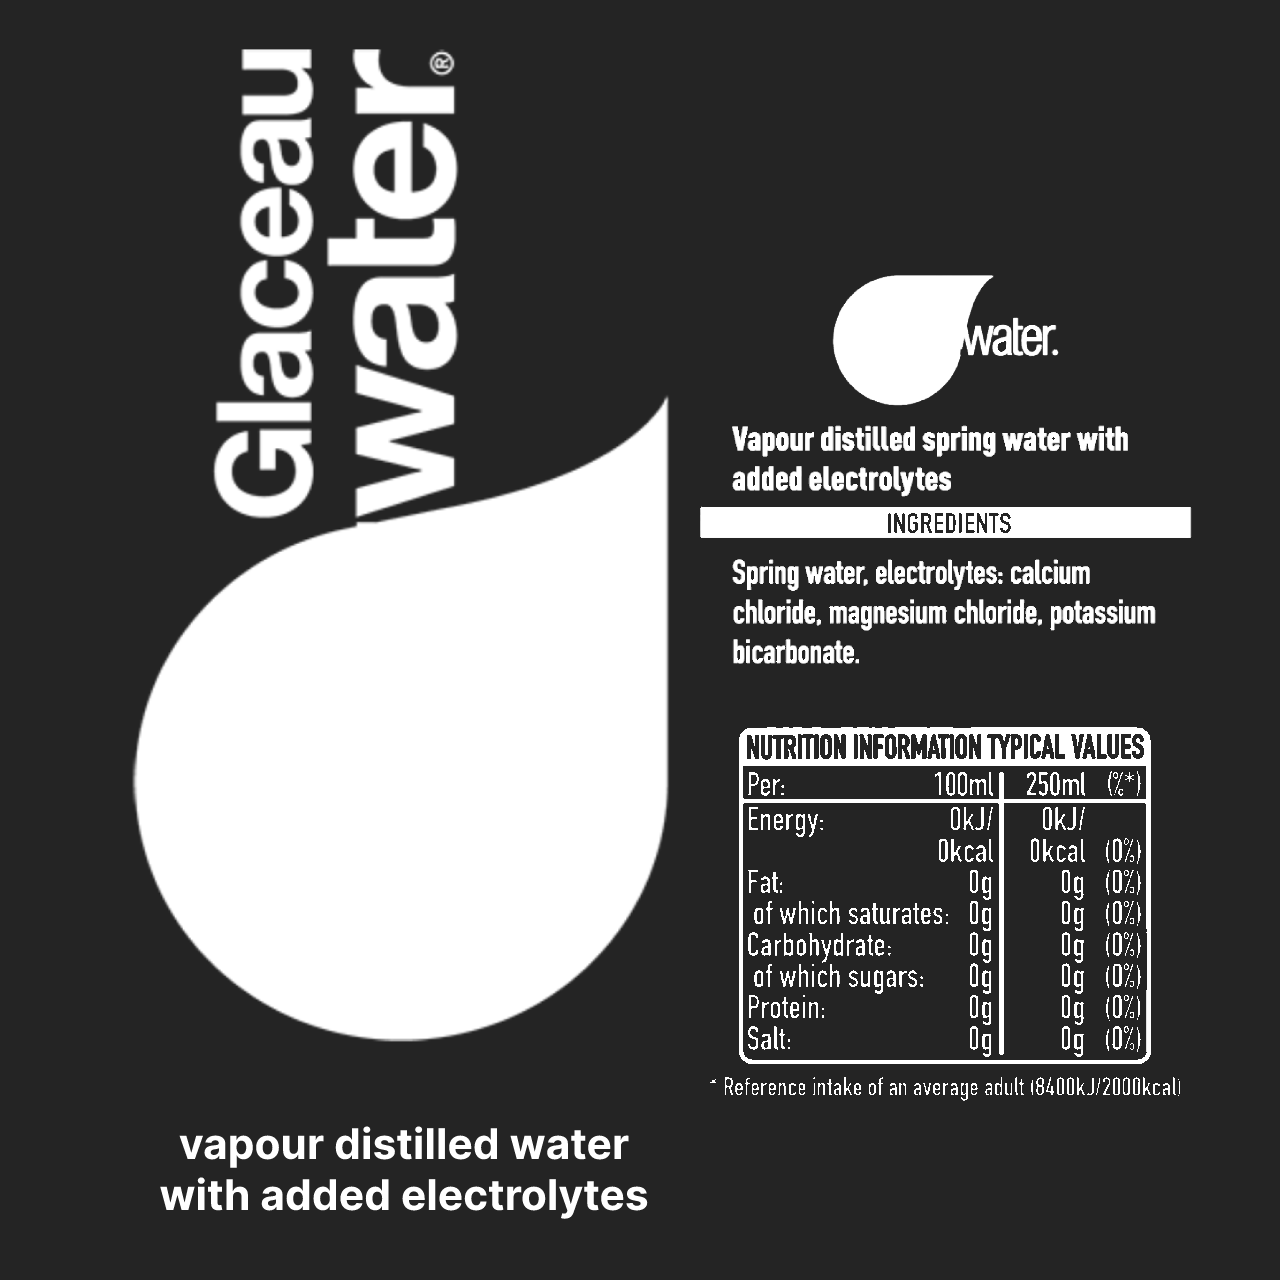 Glaceau
water®
vapour distilled water
with added electrolytes
water.
Vapour distilled spring water with
added electrolytes
INGREDIENTS
Spring water, electrolytes: calcium
chloride, magnesium chloride, potassium
bicarbonate.
NUTRITION INFORMATION TYPICAL VALUES
Per: 100ml 250ml (%*)
Energy: 0kJ/ 0kJ/
0kcal 0kcal (0%)
Fat: 0g 0g (0%)
of which saturates: 0g 0g (0%)
Carbohydrate: 0g 0g (0%)
of which sugars: 0g 0g (0%)
Protein: 0g 0g (0%)
Salt: 0g 0g (0%)
* Reference intake of an average adult (8400kJ/2000kcal)